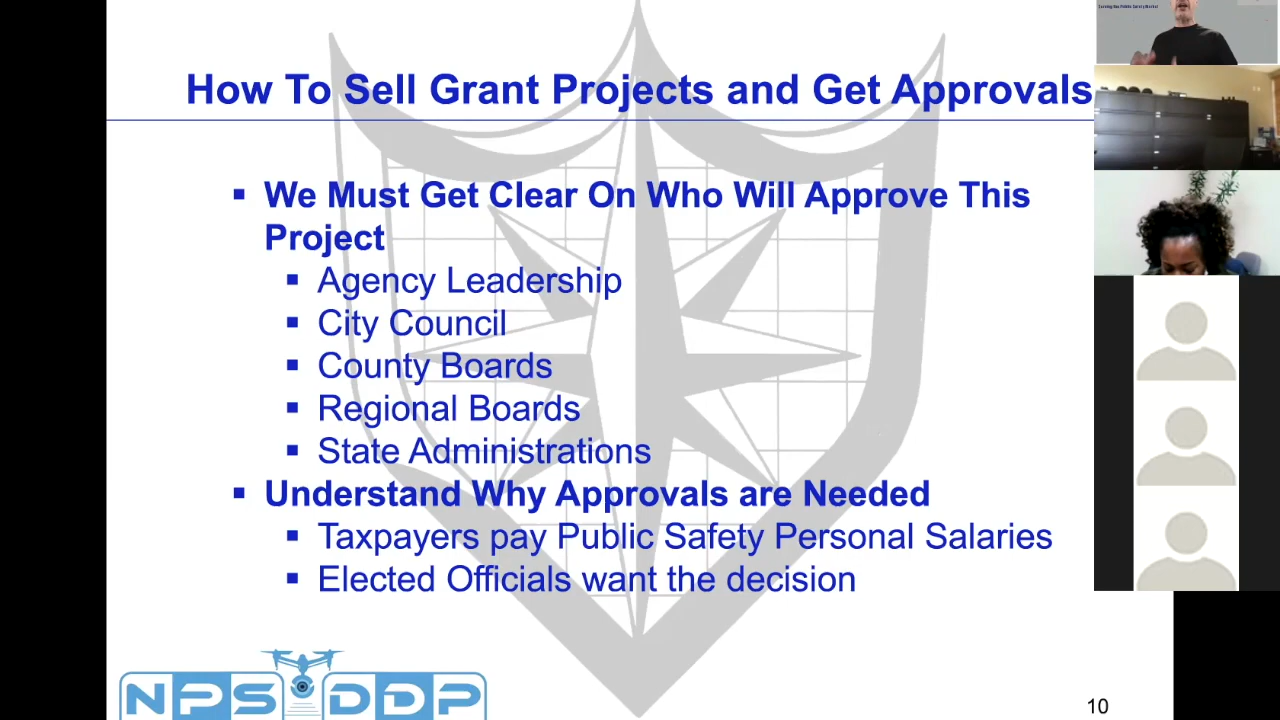 How To Sell Grant Projects and Get Approvals
▪ We Must Get Clear On Who Will Approve This
Project
▪ Agency Leadership
▪ City Council
▪ County Boards
▪ Regional Boards
▪ State Administrations
▪ Understand Why Approvals are Needed
▪ Taxpayers pay Public Safety Personal Salaries
▪ Elected Officials want the decision
NPS DDP
10